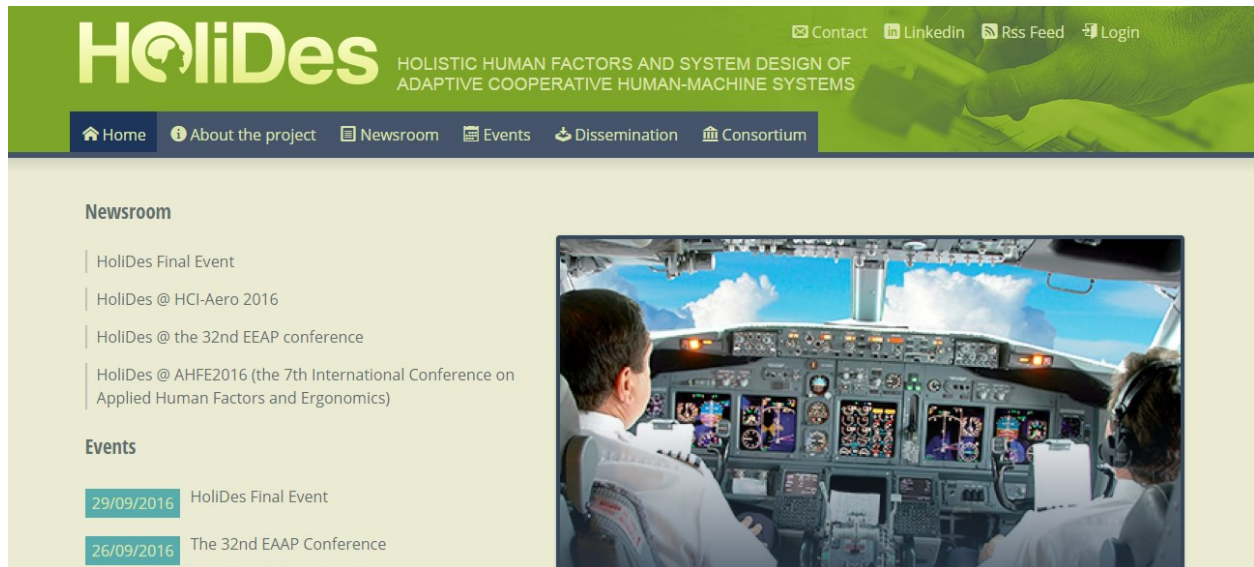 HoliDes
HOLISTIC HUMAN FACTORS AND SYSTEM DESIGN OF
ADAPTIVE COOPERATIVE HUMAN-MACHINE SYSTEMS
Contact Linkedin Rss Feed Login
Home About the project Newsroom Events Dissemination Consortium
Newsroom
HoliDes Final Event
HoliDes @ HCI-Aero 2016
HoliDes @ the 32nd EEAP conference
HoliDes @ AHFE2016 (the 7th International Conference on
Applied Human Factors and Ergonomics)
Events
29/09/2016 HoliDes Final Event
26/09/2016 The 32nd EAAP Conference